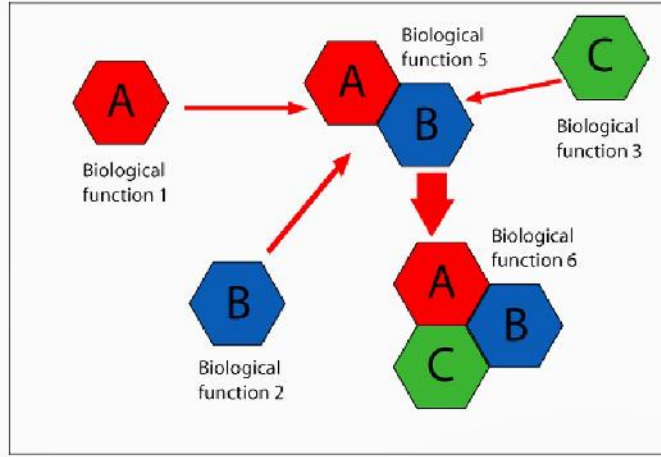 A
Biological
function 1
Biological
function 5
A
B
C
Biological
function 3
B
Biological
function 2
Biological
function 6
A
B
C